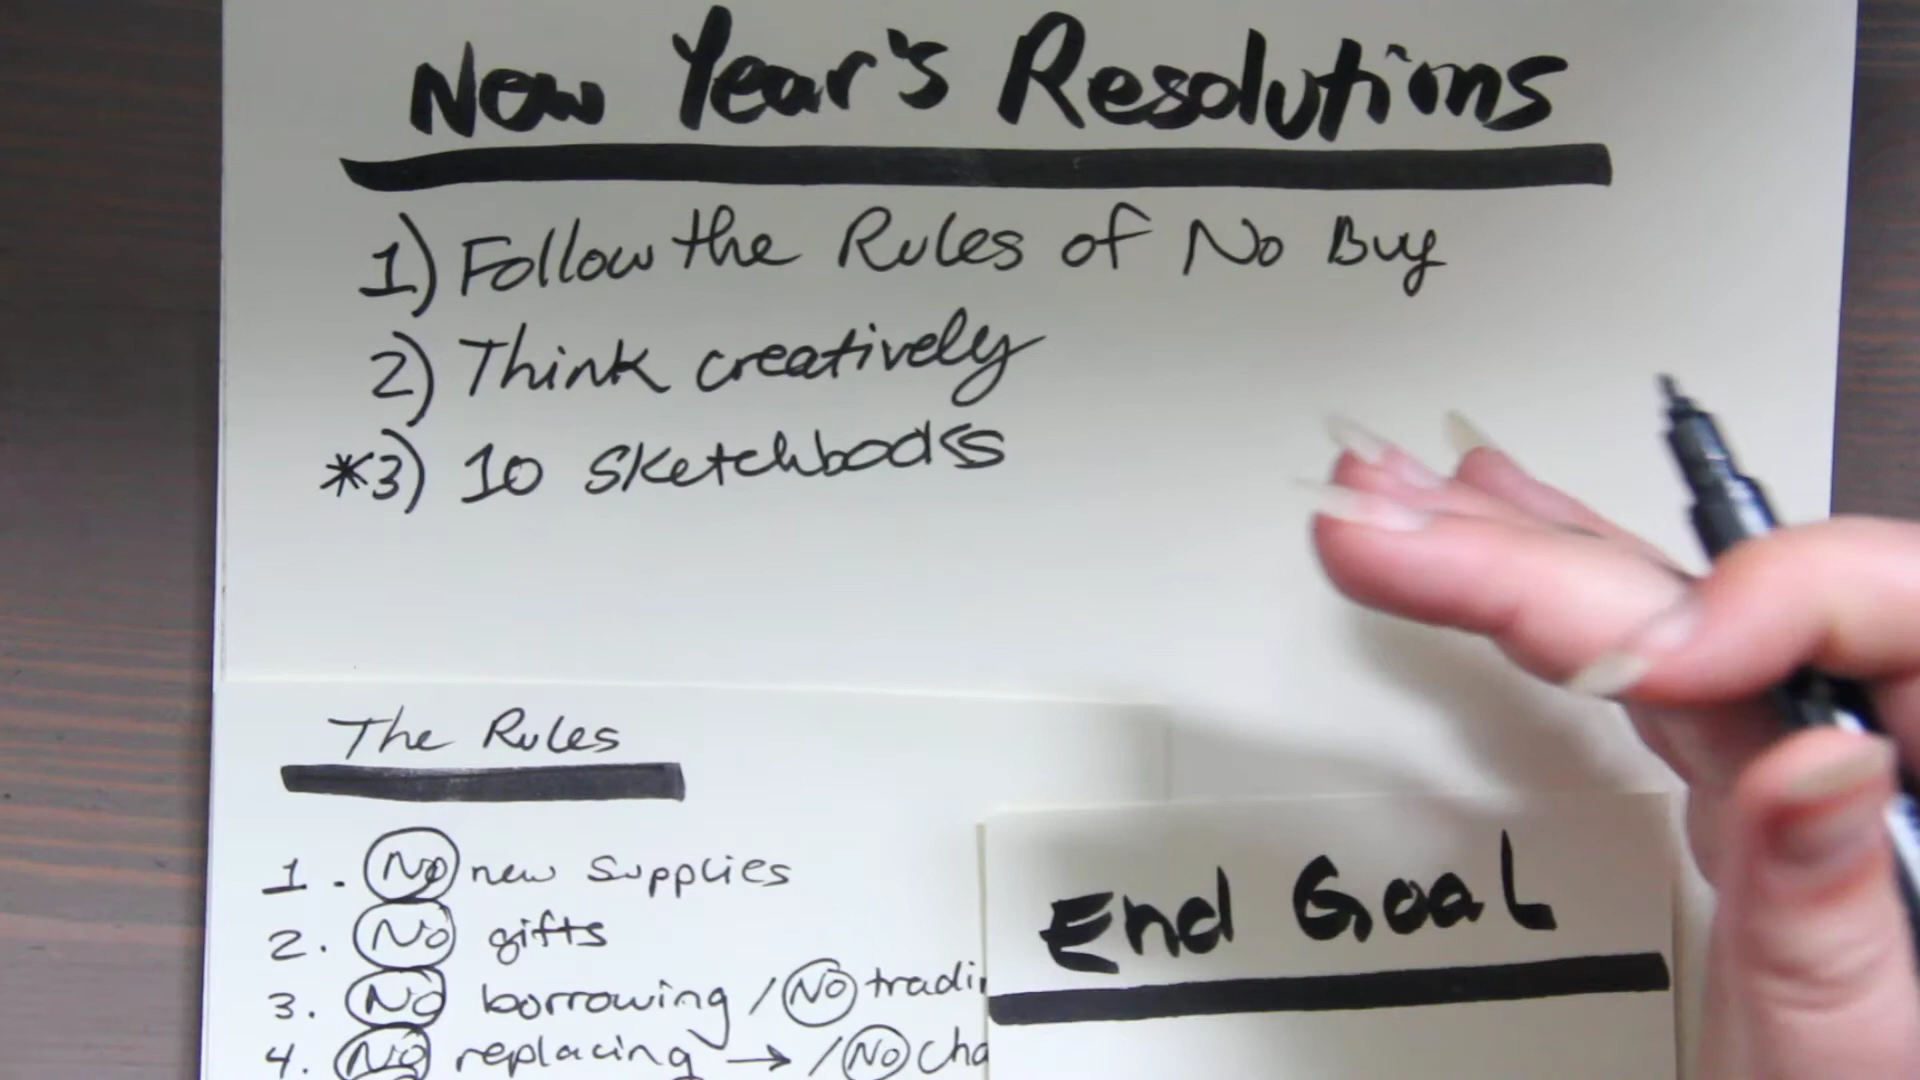 New Year's Resolutions
1) Follow the Rules of No Buy
2) Think creatively
*3) 10 Sketchbooks
The Rules
1. No new supplies
2. No gifts
3. No borrowing / No tradin
4. No replacing → / No cha
End Goal